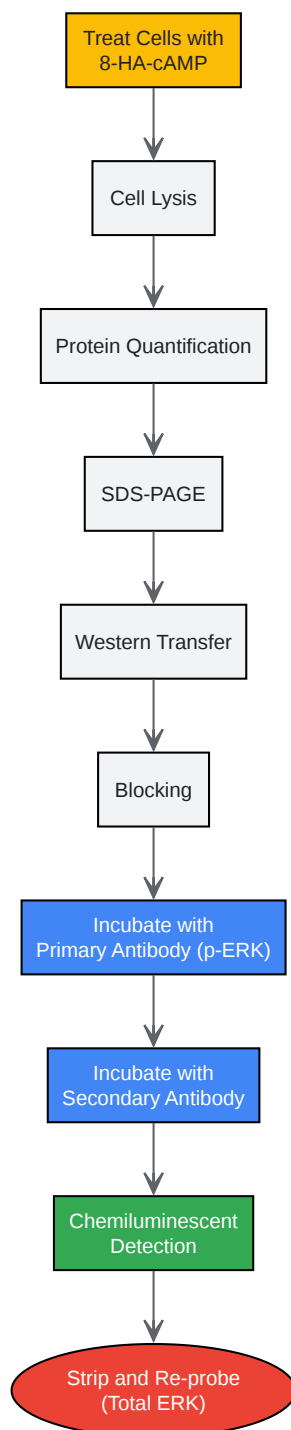 Treat Cells with
8-HA-cAMP
Cell Lysis
Protein Quantification
SDS-PAGE
Western Transfer
Blocking
Incubate with
Primary Antibody (p-ERK)
Incubate with
Secondary Antibody
Chemiluminescent
Detection
Strip and Re-probe
(Total ERK)